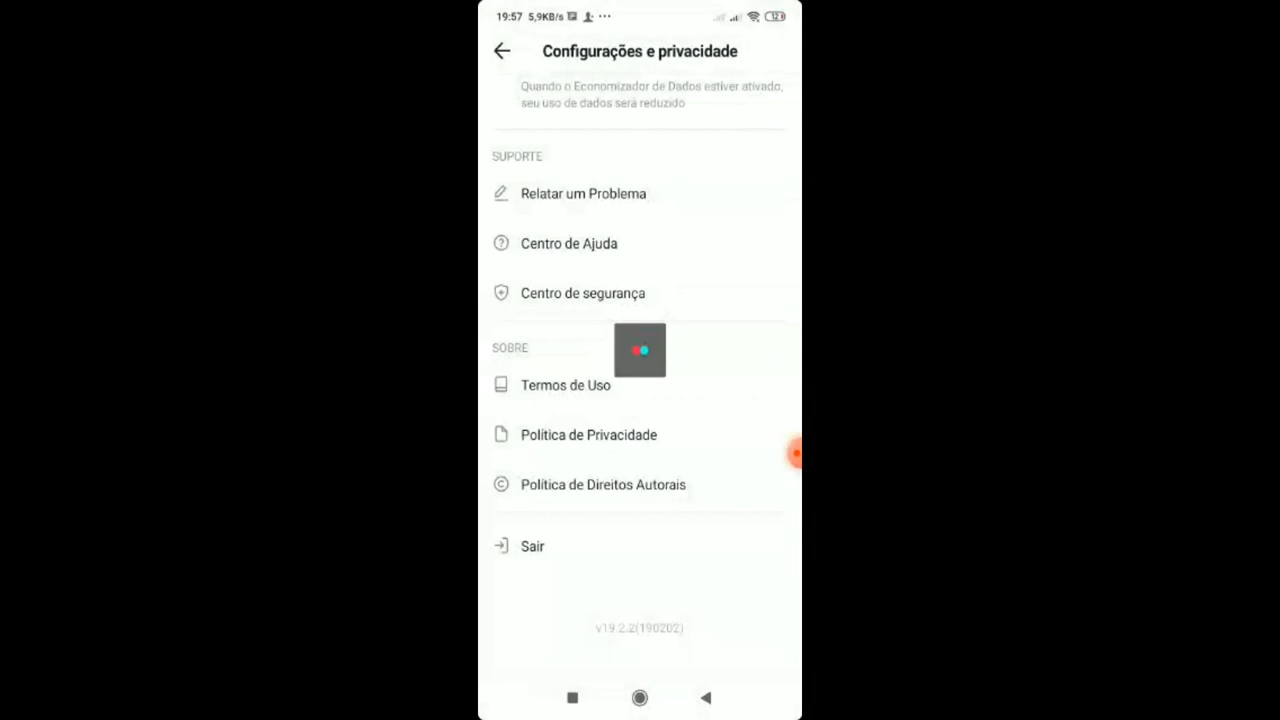 19:57 5,9KB/s ...
12
Configurações e privacidade
Quando o Economizador de Dados estiver ativado,
seu uso de dados será reduzido
SUPORTE
Relatar um Problema
Centro de Ajuda
Centro de segurança
SOBRE
Termos de Uso
Política de Privacidade
Política de Direitos Autorais
Sair
v19.2.2(190202)